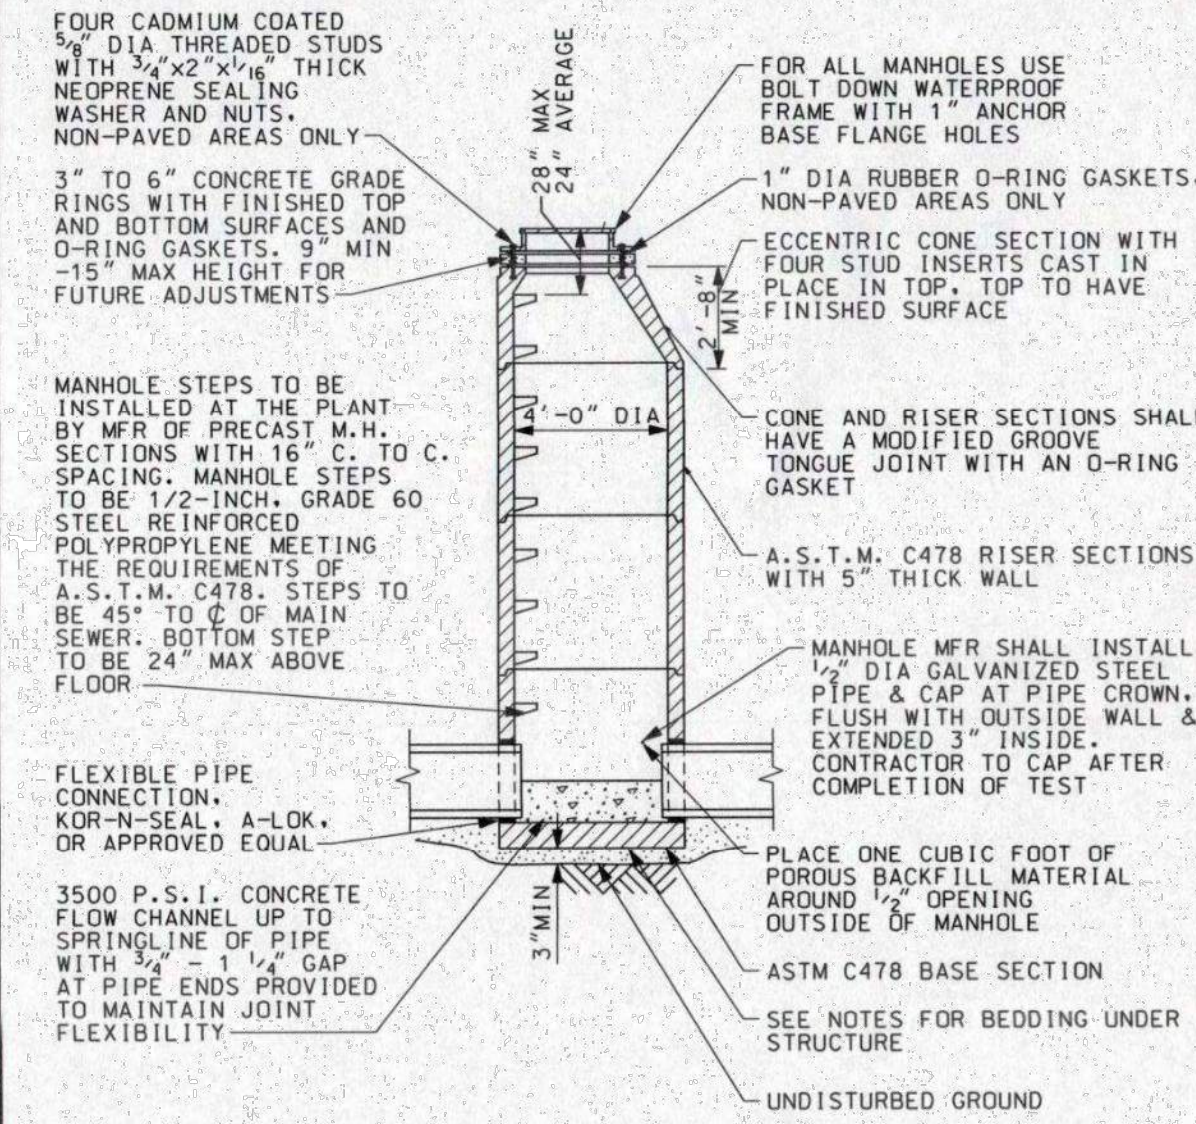 FOUR CADMIUM COATED
5/8" DIA THREADED STUDS
WITH 3/4"x2"x1/16" THICK
NEOPRENE SEALING
WASHER AND NUTS.
NON-PAVED AREAS ONLY
3" TO 6" CONCRETE GRADE
RINGS WITH FINISHED TOP
AND BOTTOM SURFACES AND
O-RING GASKETS. 9" MIN
-15" MAX HEIGHT FOR
FUTURE ADJUSTMENTS
MANHOLE STEPS TO BE
INSTALLED AT THE PLANT
BY MFR OF PRECAST M.H.
SECTIONS WITH 16" C. TO C.
SPACING. MANHOLE STEPS
TO BE 1/2-INCH, GRADE 60
STEEL REINFORCED
POLYPROPYLENE MEETING
THE REQUIREMENTS OF
A.S.T.M. C478. STEPS TO
BE 45° TO ℄ OF MAIN
SEWER. BOTTOM STEP
TO BE 24" MAX ABOVE
FLOOR
FLEXIBLE PIPE
CONNECTION,
KOR-N-SEAL, A-LOK,
OR APPROVED EQUAL
3500 P.S.I. CONCRETE
FLOW CHANNEL UP TO
SPRINGLINE OF PIPE
WITH 3/4" - 1 1/4" GAP
AT PIPE ENDS PROVIDED
TO MAINTAIN JOINT
FLEXIBILITY
28" MAX
24" AVERAGE
2'-8"
MIN
4'-0" DIA
3"MIN
FOR ALL MANHOLES USE
BOLT DOWN WATERPROOF
FRAME WITH 1" ANCHOR
BASE FLANGE HOLES
1" DIA RUBBER O-RING GASKETS.
NON-PAVED AREAS ONLY
ECCENTRIC CONE SECTION WITH
FOUR STUD INSERTS CAST IN
PLACE IN TOP. TOP TO HAVE
FINISHED SURFACE
CONE AND RISER SECTIONS SHALL
HAVE A MODIFIED GROOVE
TONGUE JOINT WITH AN O-RING
GASKET
A.S.T.M. C478 RISER SECTIONS
WITH 5" THICK WALL
MANHOLE MFR SHALL INSTALL
1/2" DIA GALVANIZED STEEL
PIPE & CAP AT PIPE CROWN.
FLUSH WITH OUTSIDE WALL &
EXTENDED 3" INSIDE.
CONTRACTOR TO CAP AFTER
COMPLETION OF TEST
PLACE ONE CUBIC FOOT OF
POROUS BACKFILL MATERIAL
AROUND 1/2" OPENING
OUTSIDE OF MANHOLE
ASTM C478 BASE SECTION
SEE NOTES FOR BEDDING UNDER
STRUCTURE
UNDISTURBED GROUND